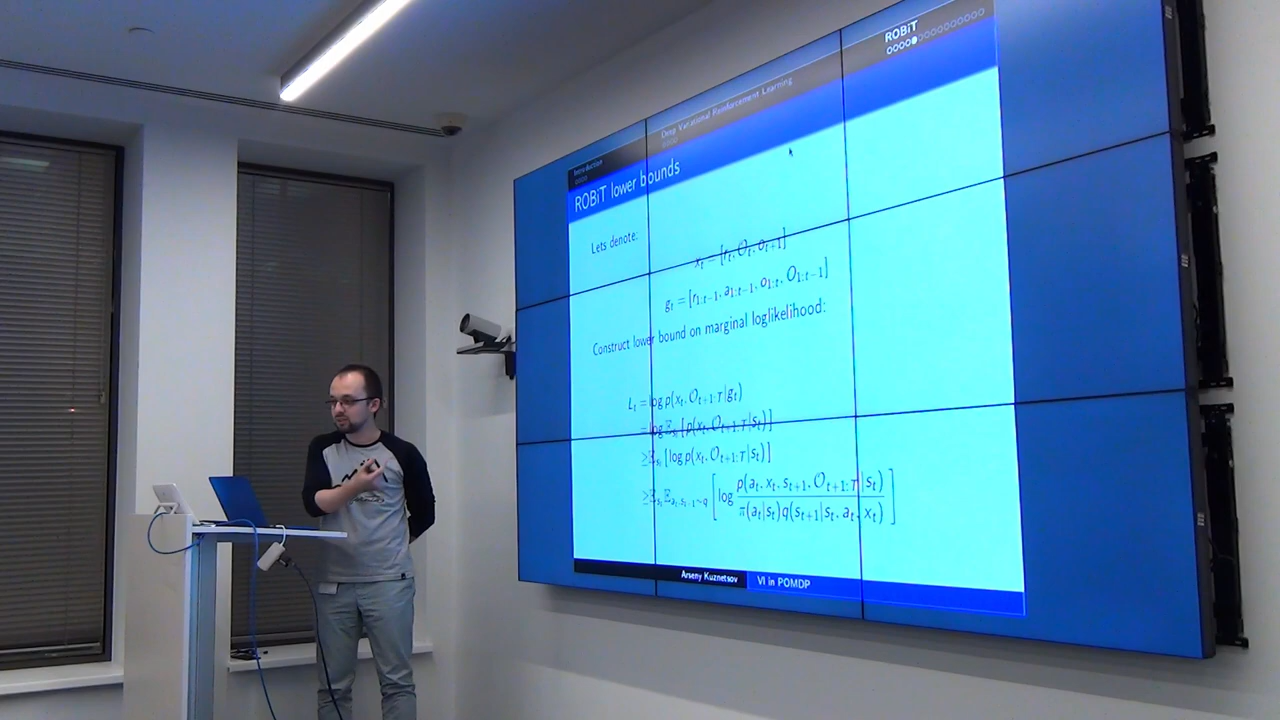 Introduction
Deep Variational Reinforcement Learning
ROBiT
ROBiT lower bounds
Lets denote:
x_t = [r_t, O_t, o_{t+1}]
g_t = [r_{1:t−1}, a_{1:t−1}, o_{1:t}, O_{1:t−1}]
Construct lower bound on marginal loglikelihood:
L_t = log p(x_t, O_{t+1:T}|g_t)
= log 𝔼_{s_t} [p(x_t, O_{t+1:T}|s_t)]
≥ 𝔼_{s_t} [log p(x_t, O_{t+1:T}|s_t)]
≥ 𝔼_{s_t} 𝔼_{a_t,s_{t+1}∼q} [log p(a_t, x_t, s_{t+1}, O_{t+1:T}|s_t) / π(a_t|s_t)q(s_{t+1}|s_t, a_t, x_t)]
Arseny Kuznetsov VI in POMDP